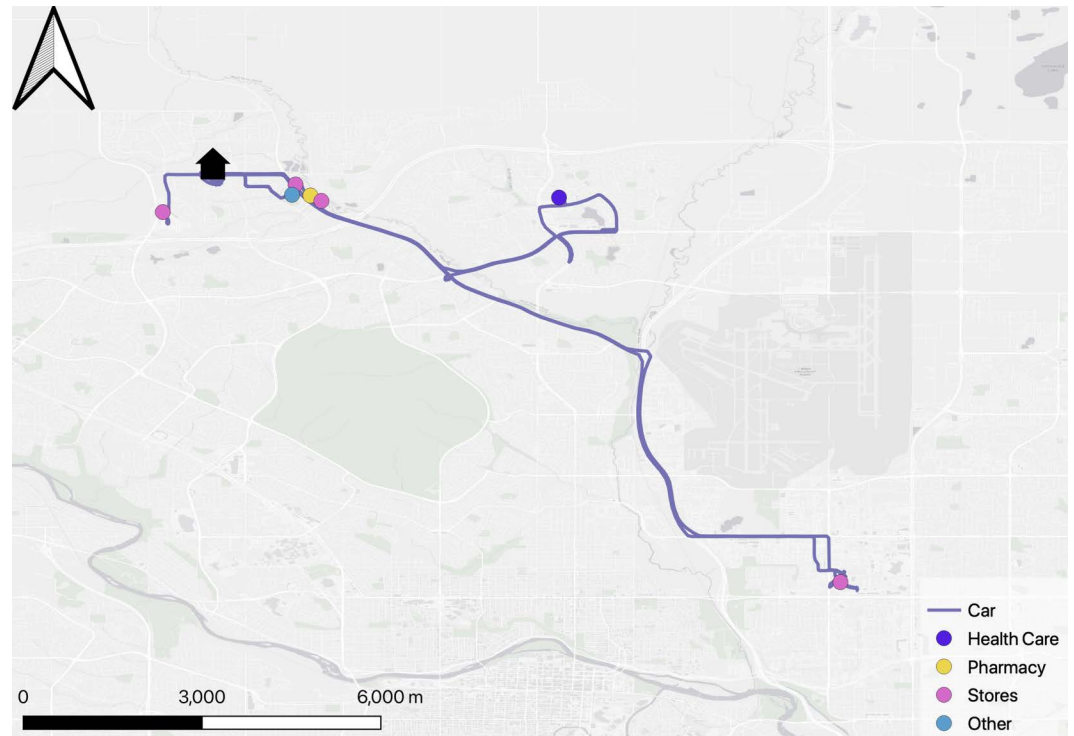 Car
Health Care
Pharmacy
Stores
Other
0 3,000 6,000 m